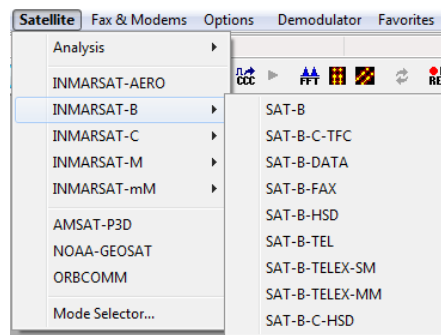 Satellite Fax & Modems Options Demodulator Favorites
Analysis
INMARSAT-AERO
INMARSAT-B
INMARSAT-C
INMARSAT-M
INMARSAT-mM
AMSAT-P3D
NOAA-GEOSAT
ORBCOMM
Mode Selector...
CCC FFT RE
SAT-B
SAT-B-C-TFC
SAT-B-DATA
SAT-B-FAX
SAT-B-HSD
SAT-B-TEL
SAT-B-TELEX-SM
SAT-B-TELEX-MM
SAT-B-C-HSD